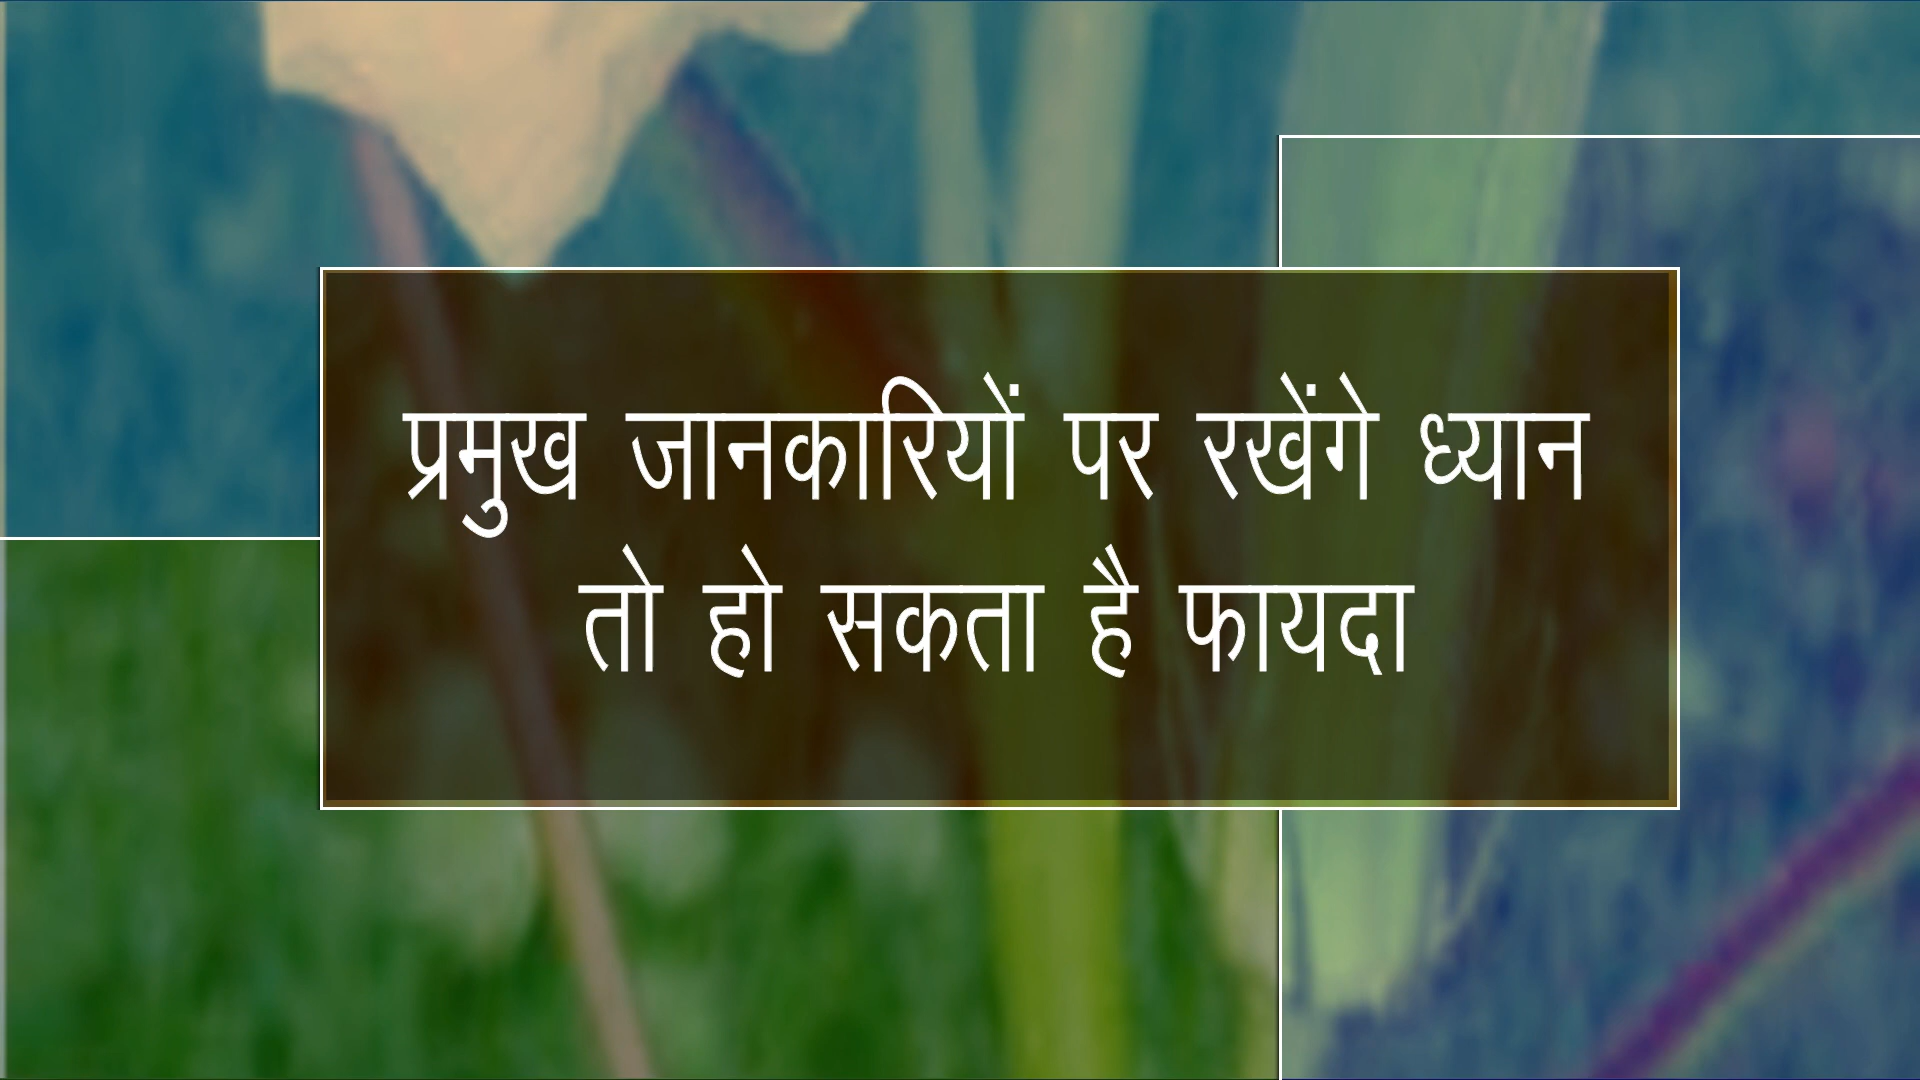 प्रमुख जानकारियों पर रखेंगे ध्यान
तो हो सकता है फायदा